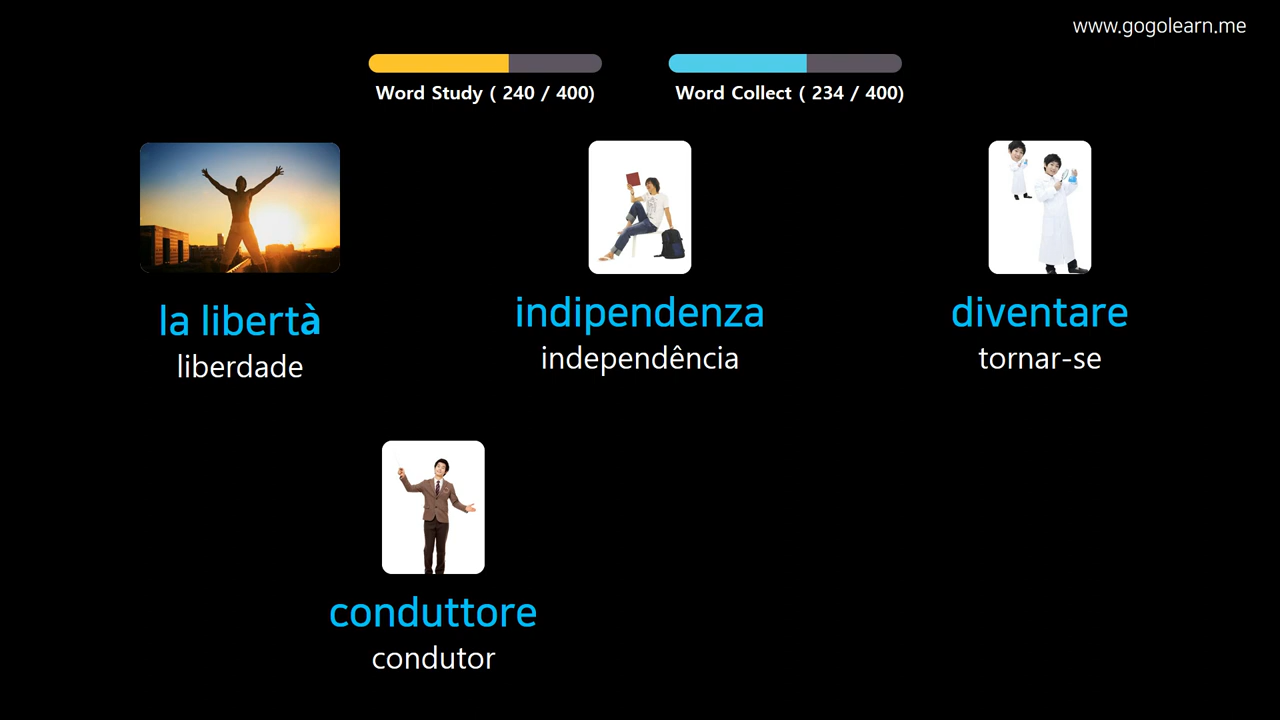 www.gogolearn.me
Word Study ( 240 / 400)
Word Collect ( 234 / 400)
la libertà
liberdade
indipendenza
independência
diventare
tornar-se
conduttore
condutor